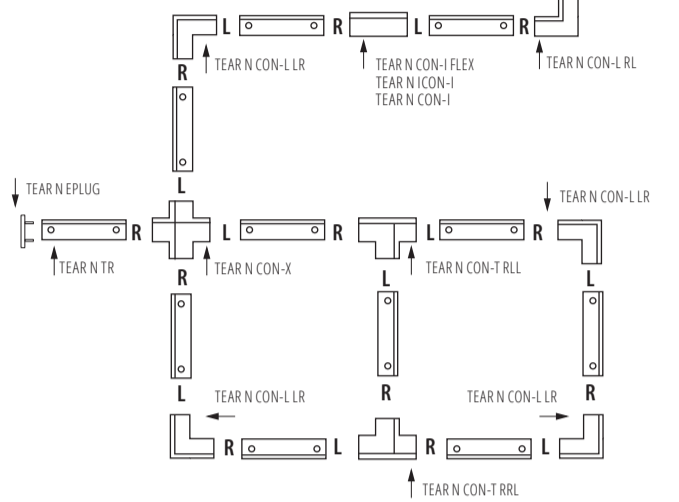 L R L R
TEAR N CON-L LR
TEAR N CON-I FLEX
TEAR N ICON-I
TEAR N CON-I
TEAR N CON-L RL
R
L
TEAR N EPLUG
TEAR N CON-L LR
R L R L R
TEAR N TR
TEAR N CON-X
TEAR N CON-T RLL
R L L
L R R
TEAR N CON-L LR
TEAR N CON-L LR
R L R L
TEAR N CON-T RRL